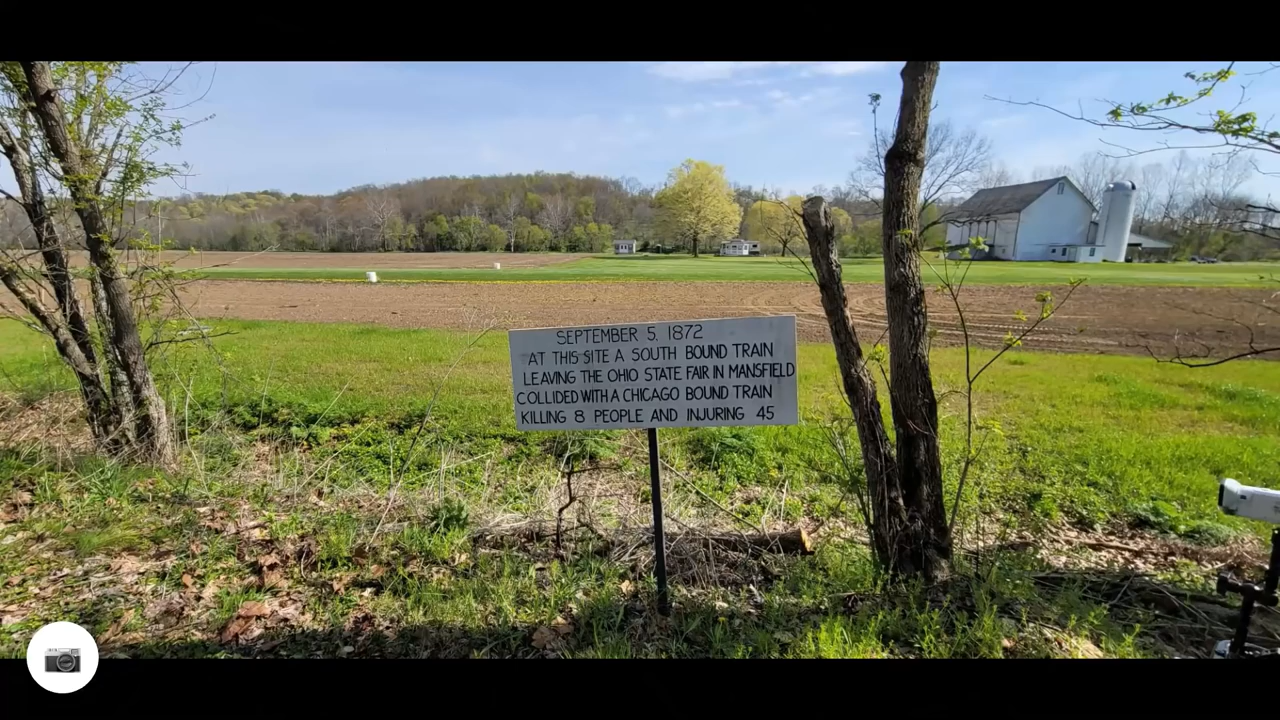 SEPTEMBER 5, 1872
AT THIS SITE A SOUTH BOUND TRAIN
LEAVING THE OHIO STATE FAIR IN MANSFIELD
COLLIDED WITH A CHICAGO BOUND TRAIN
KILLING 8 PEOPLE AND INJURING 45